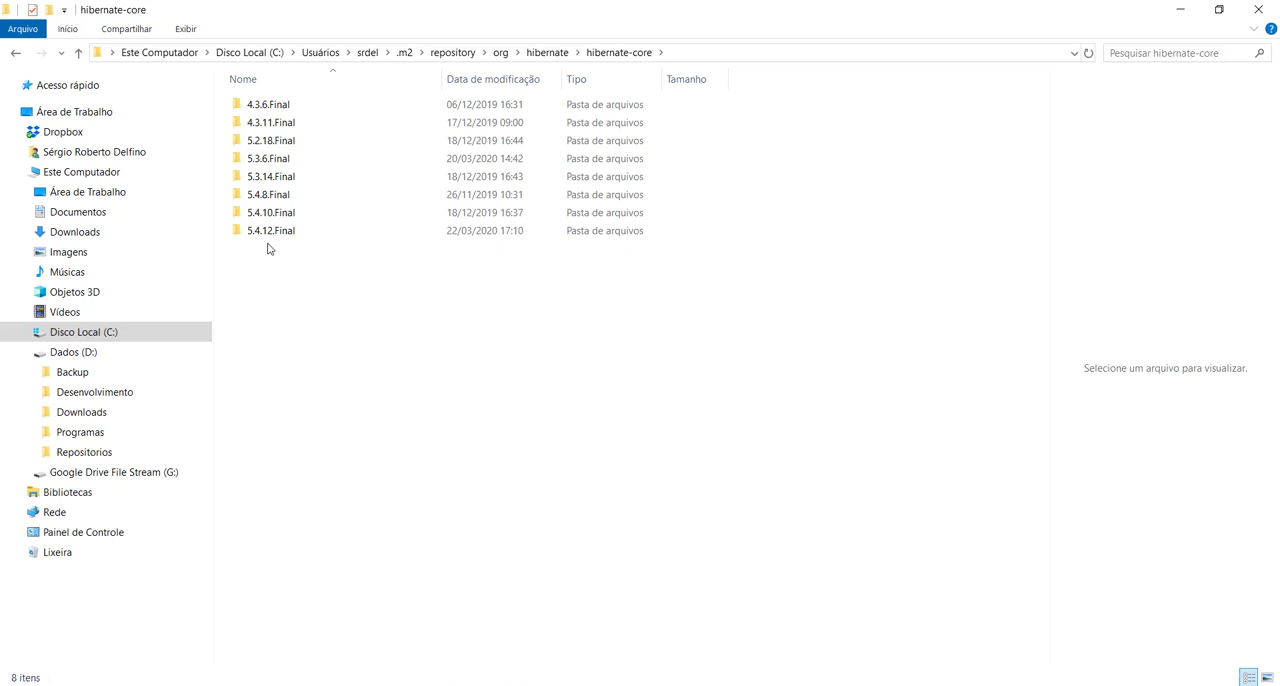 hibernate-core
Arquivo Início Compartilhar Exibir
Este Computador Disco Local (C:) Usuários srdel .m2 repository org hibernate hibernate-core Pesquisar hibernate-core
Nome Data de modificação Tipo Tamanho
Acesso rápido
Área de Trabalho
Dropbox
Sérgio Roberto Delfino
Este Computador
Área de Trabalho
Documentos
Downloads
Imagens
Músicas
Objetos 3D
Vídeos
Disco Local (C:)
Dados (D:)
Backup
Desenvolvimento
Downloads
Programas
Repositorios
Google Drive File Stream (G:)
Bibliotecas
Rede
Painel de Controle
Lixeira
4.3.6.Final 06/12/2019 16:31 Pasta de arquivos
4.3.11.Final 17/12/2019 09:00 Pasta de arquivos
5.2.18.Final 18/12/2019 16:44 Pasta de arquivos
5.3.6.Final 20/03/2020 14:42 Pasta de arquivos
5.3.14.Final 18/12/2019 16:43 Pasta de arquivos
5.4.8.Final 26/11/2019 10:31 Pasta de arquivos
5.4.10.Final 18/12/2019 16:37 Pasta de arquivos
5.4.12.Final 22/03/2020 17:10 Pasta de arquivos
Selecione um arquivo para visualizar.
8 itens